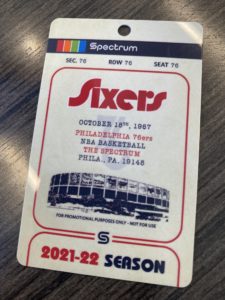 Spectrum
SEC. 76 ROW 76 SEAT 76
Sixers
OCTOBER 18TH, 1967
PHILADELPHIA 76ers
NBA BASKETBALL
THE SPECTRUM
PHILA., PA. 19148
FOR PROMOTIONAL PURPOSES ONLY - NOT FOR USE
S
2021-22 SEASON